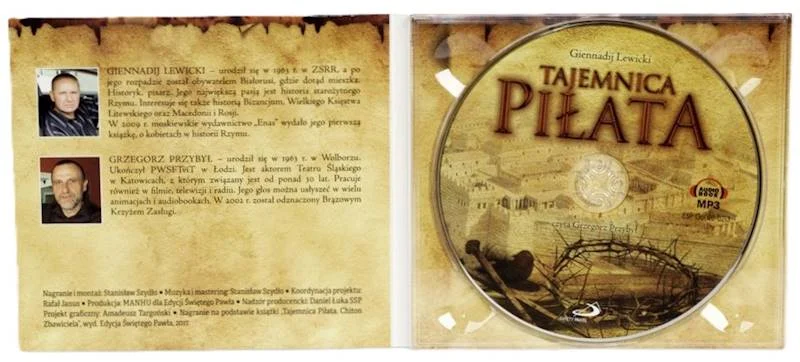 GIENNADIJ LEWICKI – urodził się w 1963 r. w ZSRR, a po
jego rozpadzie został obywatelem Białorusi, gdzie dotąd mieszka.
Historyk, pisarz. Jego największą pasją jest historia starożytnego
Rzymu. Interesuje się także historią Bizancjum, Wielkiego Księstwa
Litewskiego oraz Macedonii i Rosji.
W 2009 r. moskiewskie wydawnictwo „Enas” wydało jego pierwszą
książkę, o kobietach w historii Rzymu.
GRZEGORZ PRZYBYŁ – urodził się w 1963 r. w Wolborzu.
Ukończył PWSFTviT w Łodzi. Jest aktorem Teatru Śląskiego
w Katowicach, z którym związany jest od ponad 30 lat. Pracuje
również w filmie, telewizji i radiu. Jego głos można usłyszeć w wielu
animacjach i audiobookach. W 2002 r. został odznaczony Brązowym
Krzyżem Zasługi.
Nagranie i montaż: Stanisław Szydło • Muzyka i mastering: Stanisław Szydło • Koordynacja projektu:
Rafał Janus • Produkcja: MANHU dla Edycji Świętego Pawła • Nadzór producencki: Daniel Łuka SSP
Projekt graficzny: Amadeusz Targoński • Nagranie na podstawie książki „Tajemnica Piłata. Chiton
Zbawiciela”, wyd. Edycja Świętego Pawła, 2017
Giennadij Lewicki
TAJEMNICA
PIŁATA
AUDIO
BOOK
MP3
czyta Grzegorz Przybył